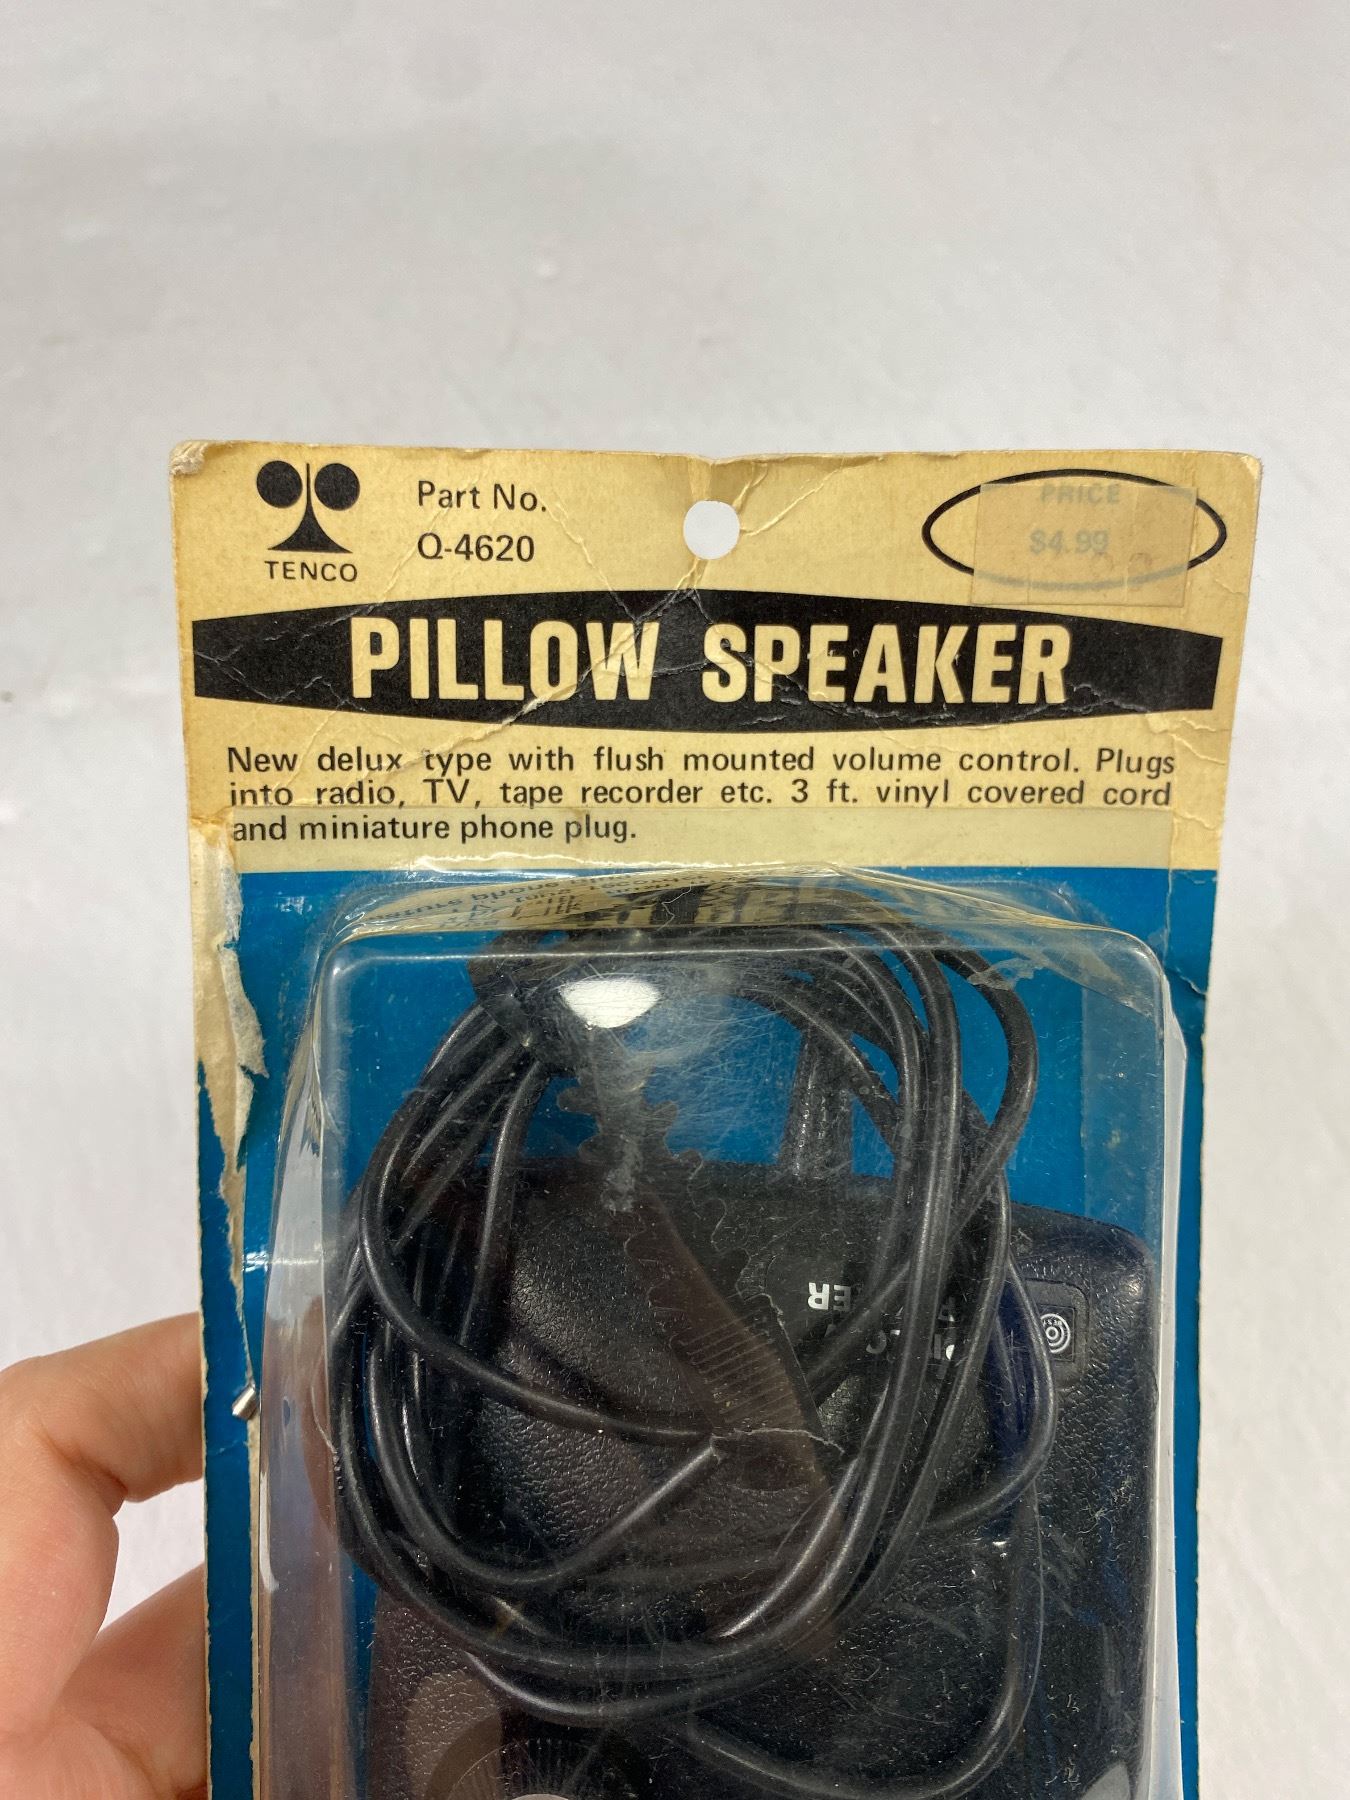 TENCO
Part No.
Q-4620
PRICE
$4.99
PILLOW SPEAKER
New delux type with flush mounted volume control. Plugs
into radio, TV, tape recorder etc. 3 ft. vinyl covered cord
and miniature phone plug.